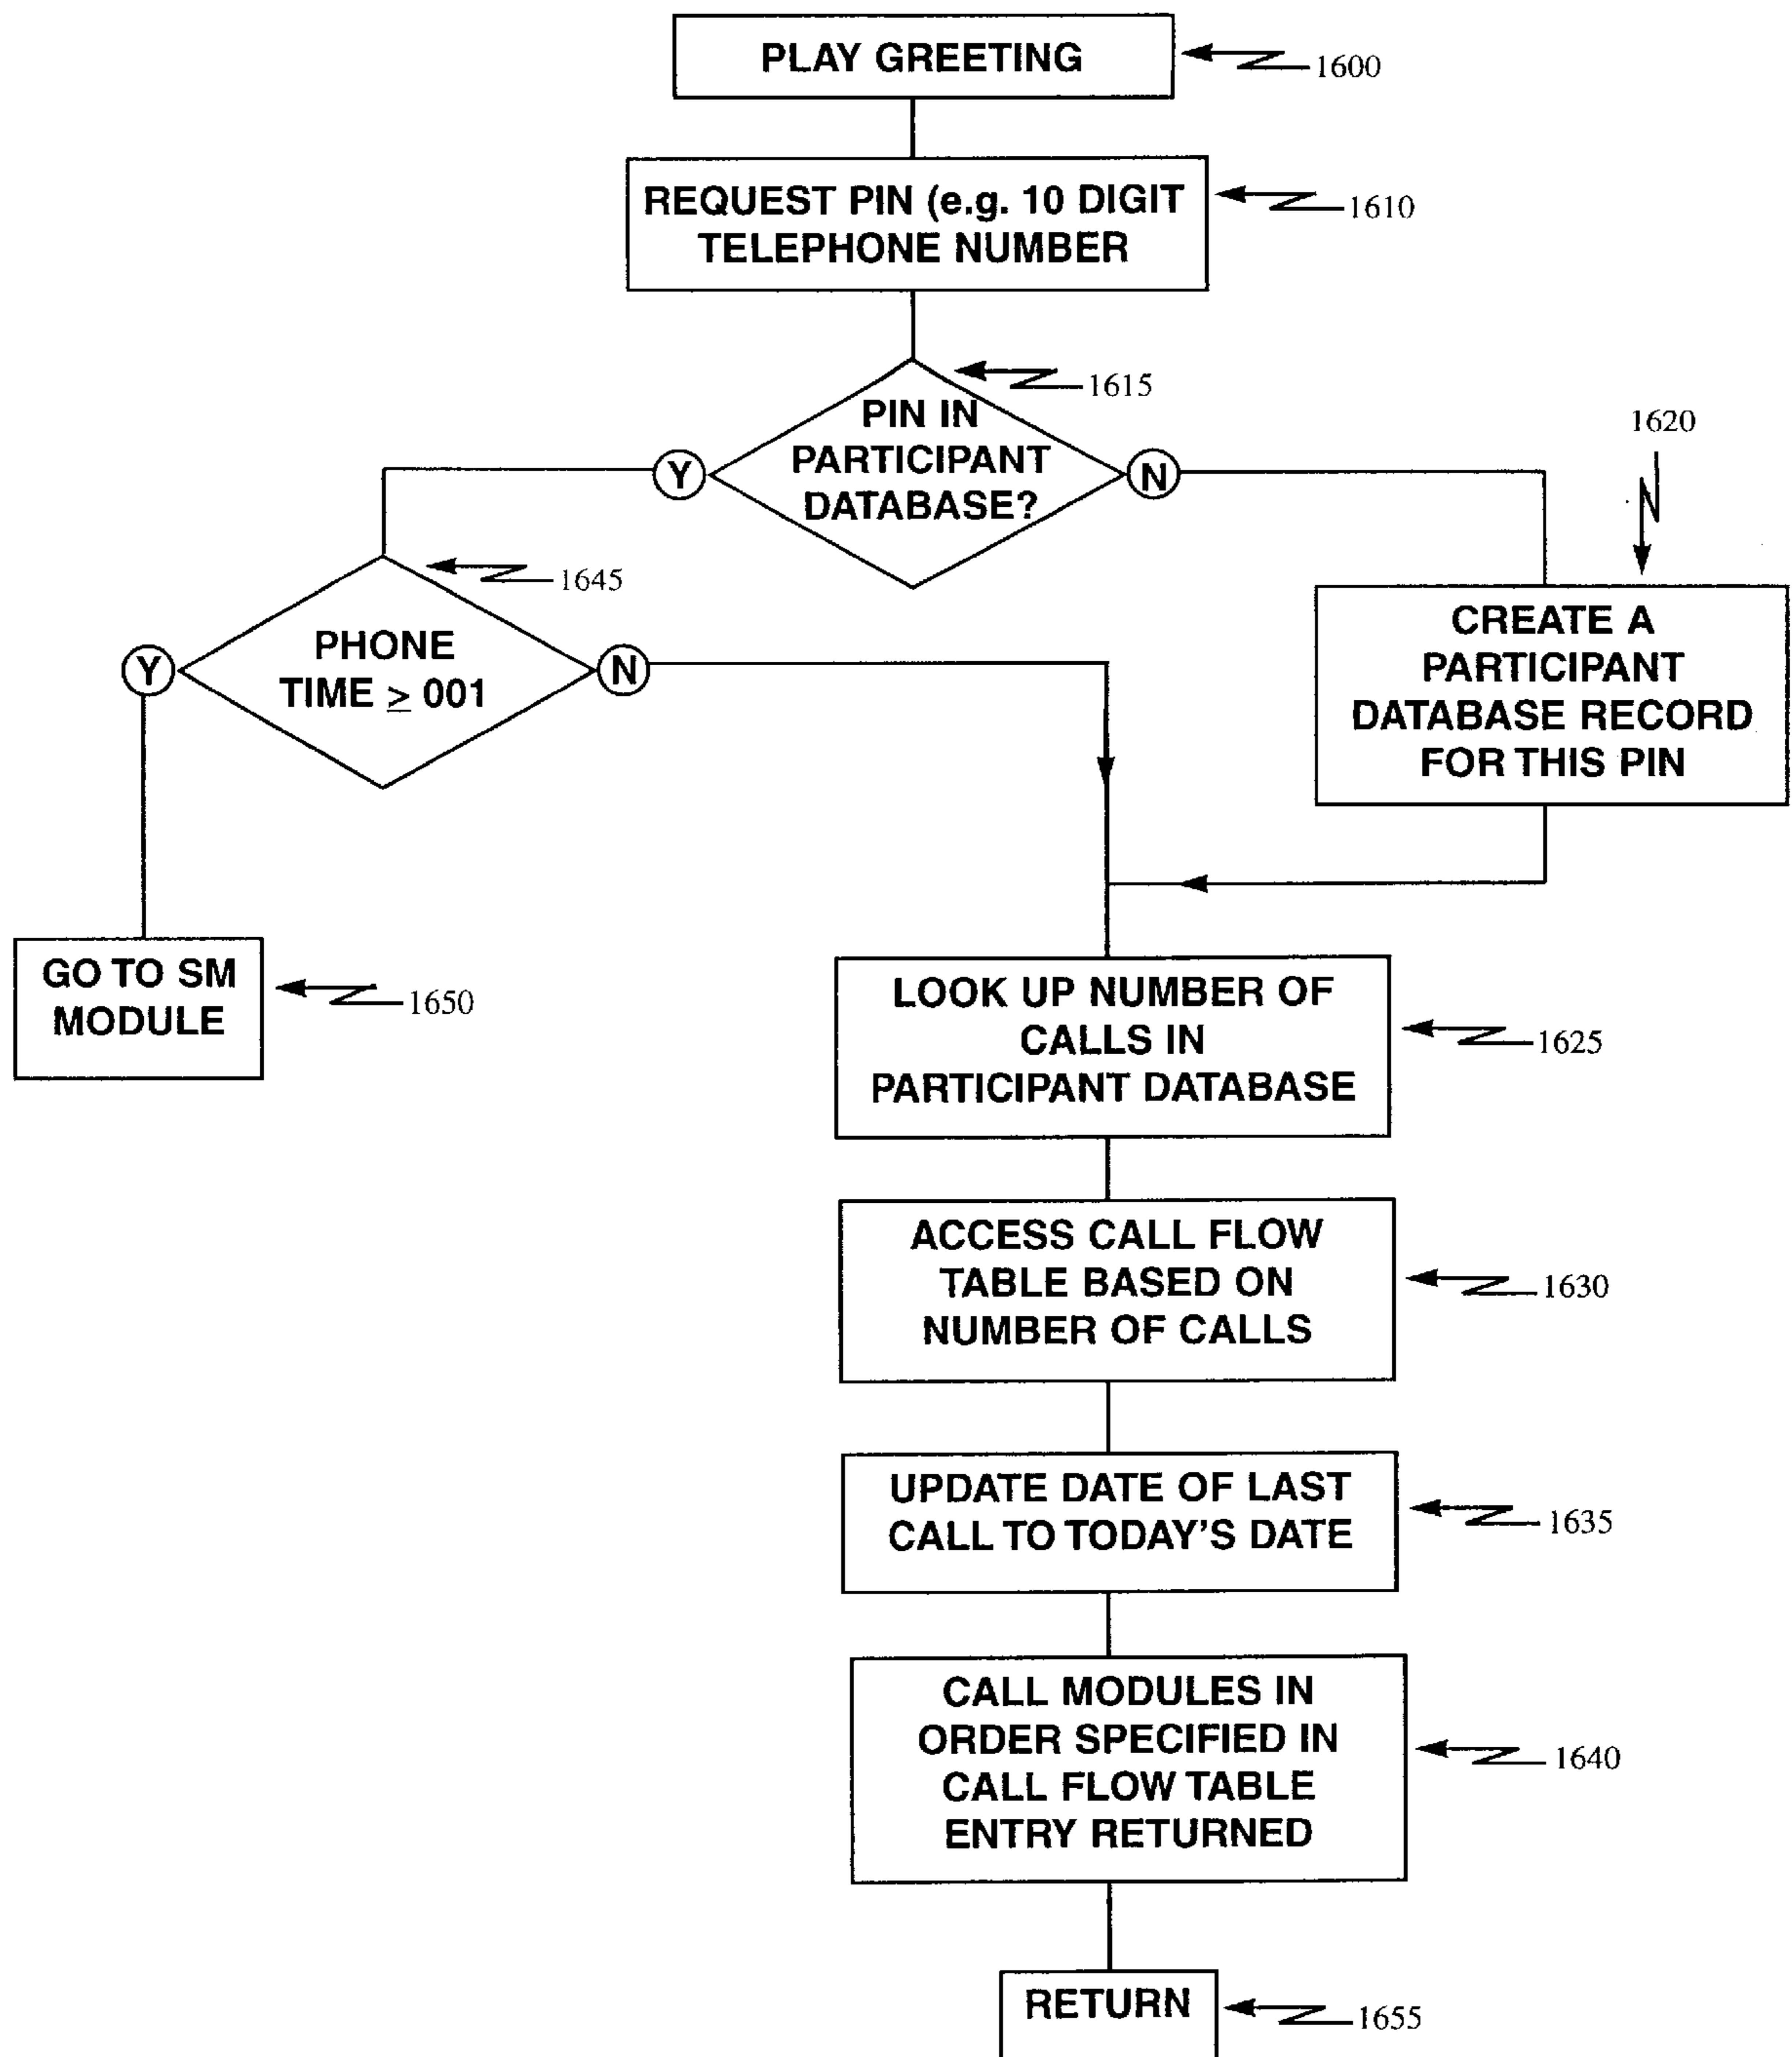 PLAY GREETING
1600
REQUEST PIN (e.g. 10 DIGIT
TELEPHONE NUMBER
1610
1615
PIN IN
PARTICIPANT
DATABASE?
Y
N
1620
1645
PHONE
TIME ≥ 001
Y
N
CREATE A
PARTICIPANT
DATABASE RECORD
FOR THIS PIN
GO TO SM
MODULE
1650
LOOK UP NUMBER OF
CALLS IN
PARTICIPANT DATABASE
1625
ACCESS CALL FLOW
TABLE BASED ON
NUMBER OF CALLS
1630
UPDATE DATE OF LAST
CALL TO TODAY'S DATE
1635
CALL MODULES IN
ORDER SPECIFIED IN
CALL FLOW TABLE
ENTRY RETURNED
1640
RETURN
1655